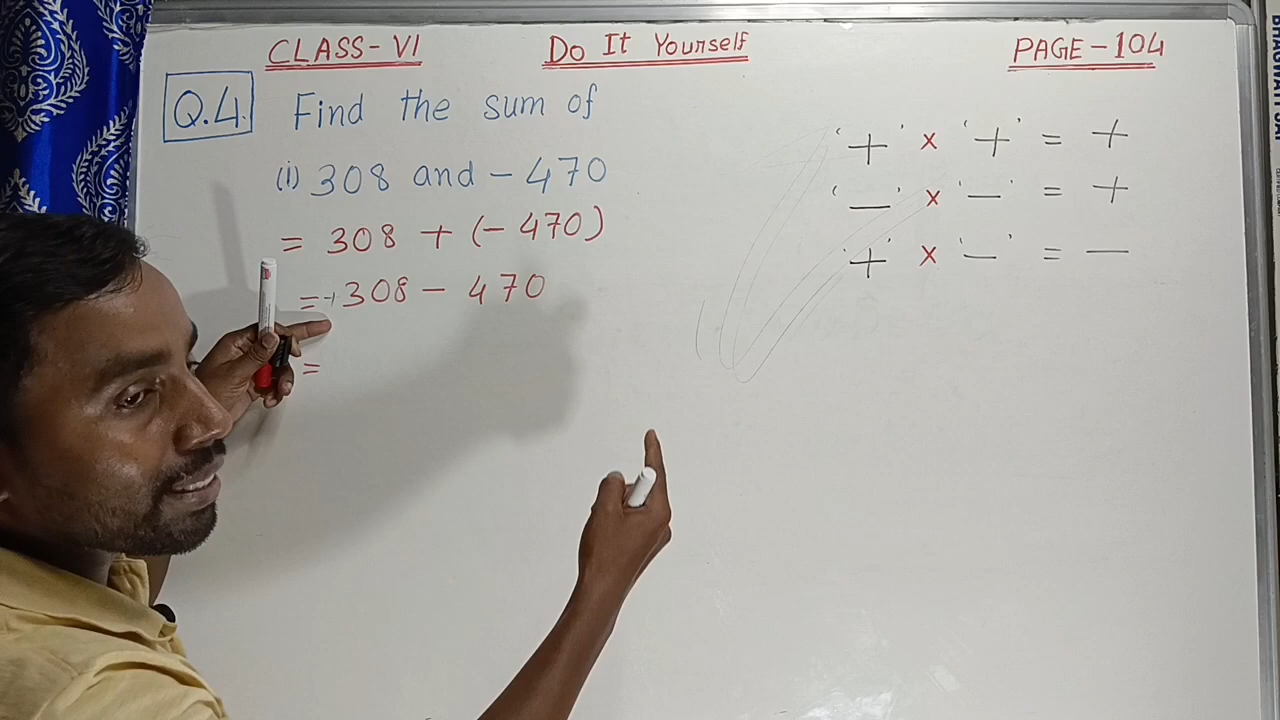 CLASS-VI Do It Yourself PAGE-104
Q.4. Find the sum of
(i) 308 and -470
= 308 + (-470)
= +308 - 470
=
'+' × '+' = +
'-' × '-' = +
'+' × '-' = -